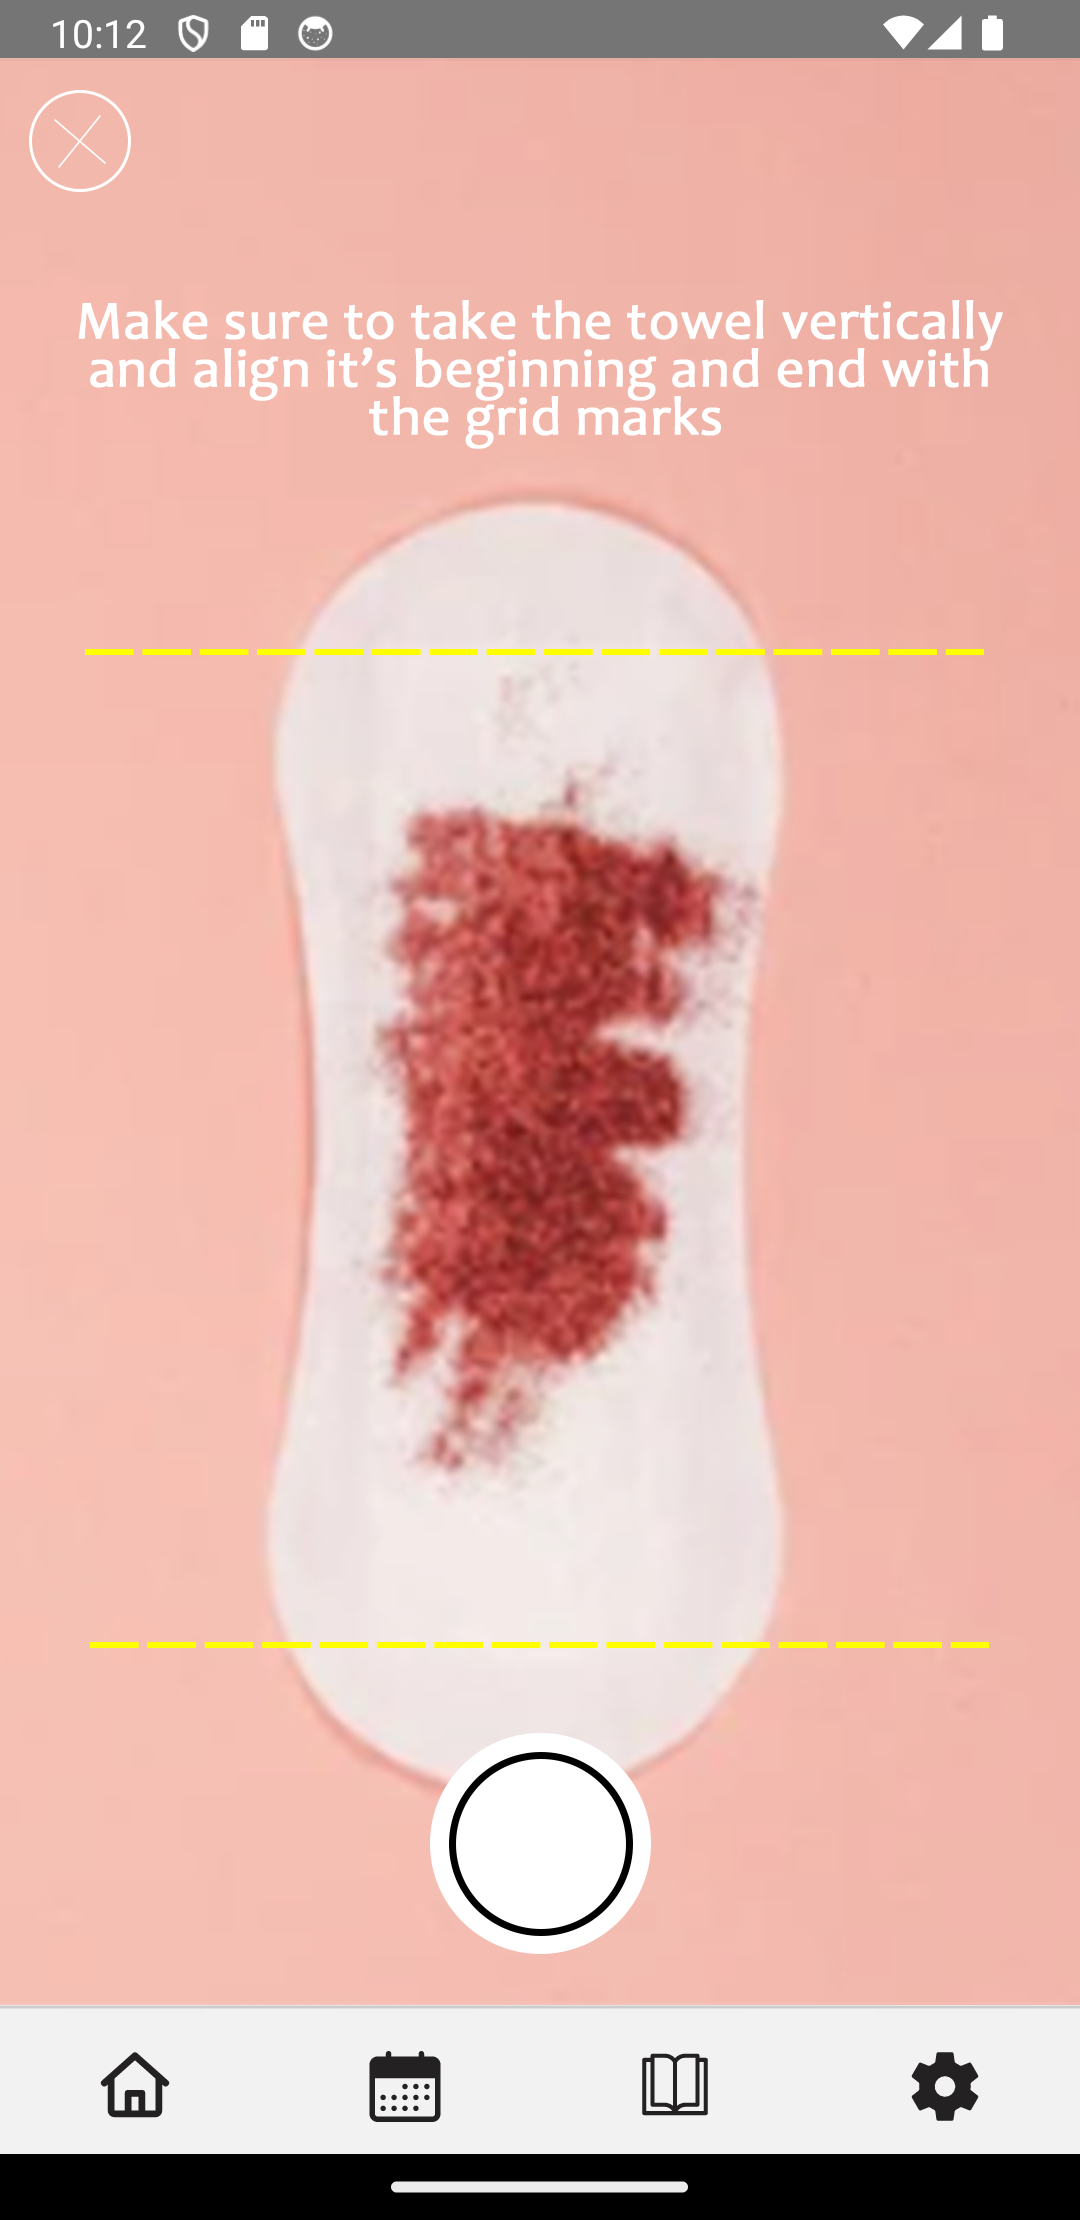 10:12
Make sure to take the towel vertically
and align it’s beginning and end with
the grid marks